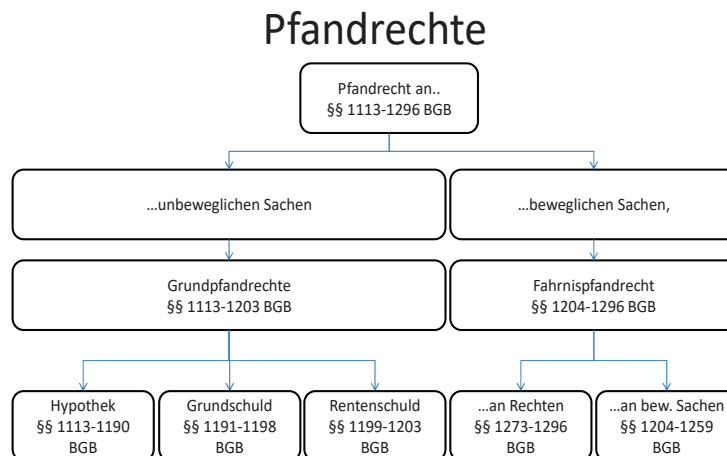 Pfandrechte
Pfandrecht an..
§§ 1113-1296 BGB
...unbeweglichen Sachen
...beweglichen Sachen,
Grundpfandrechte
§§ 1113-1203 BGB
Fahrnispfandrecht
§§ 1204-1296 BGB
Hypothek
§§ 1113-1190
BGB
Grundschuld
§§ 1191-1198
BGB
Rentenschuld
§§ 1199-1203
BGB
...an Rechten
§§ 1273-1296
BGB
...an bew. Sachen
§§ 1204-1259
BGB